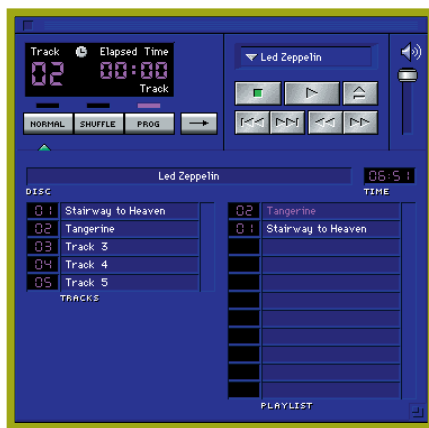 Track Elapsed Time
02 00:00
Track
NORMAL SHUFFLE PROG
Led Zeppelin
Led Zeppelin 06:51
DISC TIME
01 Stairway to Heaven
02 Tangerine
03 Track 3
04 Track 4
05 Track 5
TRACKS
02 Tangerine
01 Stairway to Heaven
PLAYLIST